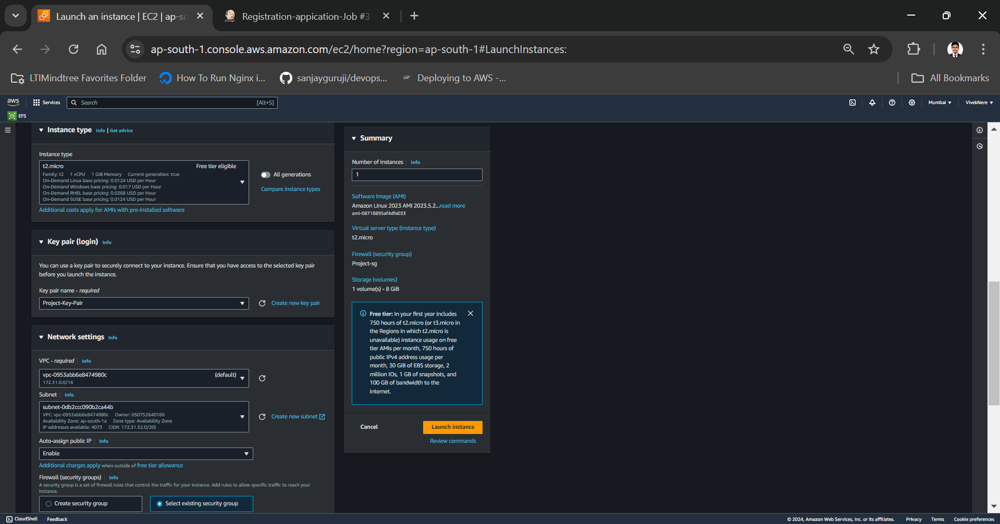 Launch an instance | EC2 | ap-so
Registration-appication-Job #3
ap-south-1.console.aws.amazon.com/ec2/home?region=ap-south-1#LaunchInstances:
LTIMindtree Favorites Folder
How To Run Nginx i...
sanjayguruji/devops...
Deploying to AWS -...
All Bookmarks
aws
Services
Search
[Alt+S]
Mumbai
VivekNere
EFS
Instance type
Info | Get advice
Instance type
t2.micro
Free tier eligible
Family: t2 1 vCPU 1 GiB Memory Current generation: true
On-Demand Linux base pricing: 0.0124 USD per Hour
On-Demand Windows base pricing: 0.017 USD per Hour
On-Demand RHEL base pricing: 0.0268 USD per Hour
On-Demand SUSE base pricing: 0.0124 USD per Hour
All generations
Compare instance types
Additional costs apply for AMIs with pre-installed software
Key pair (login)
Info
You can use a key pair to securely connect to your instance. Ensure that you have access to the selected key pair
before you launch the instance.
Key pair name - required
Project-Key-Pair
Create new key pair
Network settings
Info
VPC - required
Info
vpc-0953abb6e8474980c
(default)
172.31.0.0/16
Subnet
Info
subnet-0db2ccc090b2ca44b
VPC: vpc-0953abb6e8474980c Owner: 050752640160
Availability Zone: ap-south-1a Zone type: Availability Zone
IP addresses available: 4073 CIDR: 172.31.32.0/20)
Create new subnet
Auto-assign public IP
Info
Enable
Additional charges apply when outside of free tier allowance
Firewall (security groups)
Info
A security group is a set of firewall rules that control the traffic for your instance. Add rules to allow specific traffic to reach your
instance.
Create security group
Select existing security group
Summary
Number of instances
Info
1
Software Image (AMI)
Amazon Linux 2023 AMI 2023.5.2...read more
ami-08718895af4dfa033
Virtual server type (instance type)
t2.micro
Firewall (security group)
Project-sg
Storage (volumes)
1 volume(s) - 8 GiB
Free tier: In your first year includes
750 hours of t2.micro (or t3.micro in
the Regions in which t2.micro is
unavailable) instance usage on free
tier AMIs per month, 750 hours of
public IPv4 address usage per
month, 30 GiB of EBS storage, 2
million IOs, 1 GB of snapshots, and
100 GB of bandwidth to the
internet.
Cancel
Launch instance
Review commands
CloudShell
Feedback
© 2024, Amazon Web Services, Inc. or its affiliates.
Privacy
Terms
Cookie preferences